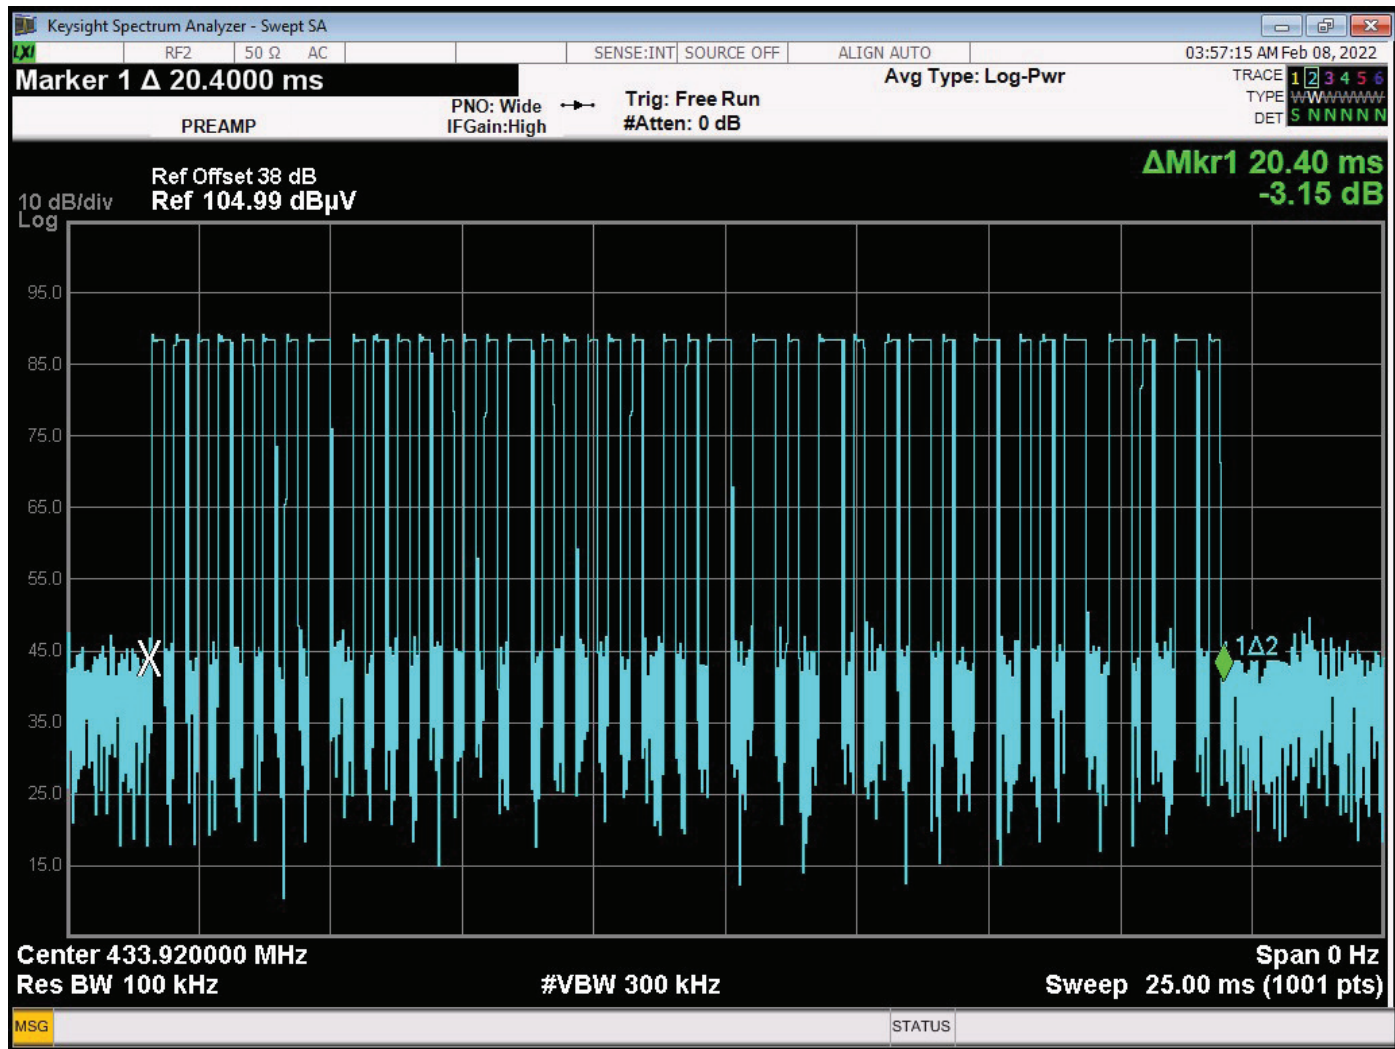 Keysight Spectrum Analyzer - Swept SA
LXI RF2 50 Ω AC SENSE:INT SOURCE OFF ALIGN AUTO 03:57:15 AM Feb 08, 2022
Marker 1 Δ 20.4000 ms
PREAMP
PNO: Wide
IFGain:High
Trig: Free Run
#Atten: 0 dB
Avg Type: Log-Pwr
TRACE 1 2 3 4 5 6
TYPE WWWWWW
DET S N N N N N
ΔMkr1 20.40 ms
-3.15 dB
Ref Offset 38 dB
10 dB/div Ref 104.99 dBµV
Log
95.0
85.0
75.0
65.0
55.0
45.0
35.0
25.0
15.0
X
1Δ2
Center 433.920000 MHz Span 0 Hz
Res BW 100 kHz #VBW 300 kHz Sweep 25.00 ms (1001 pts)
MSG STATUS